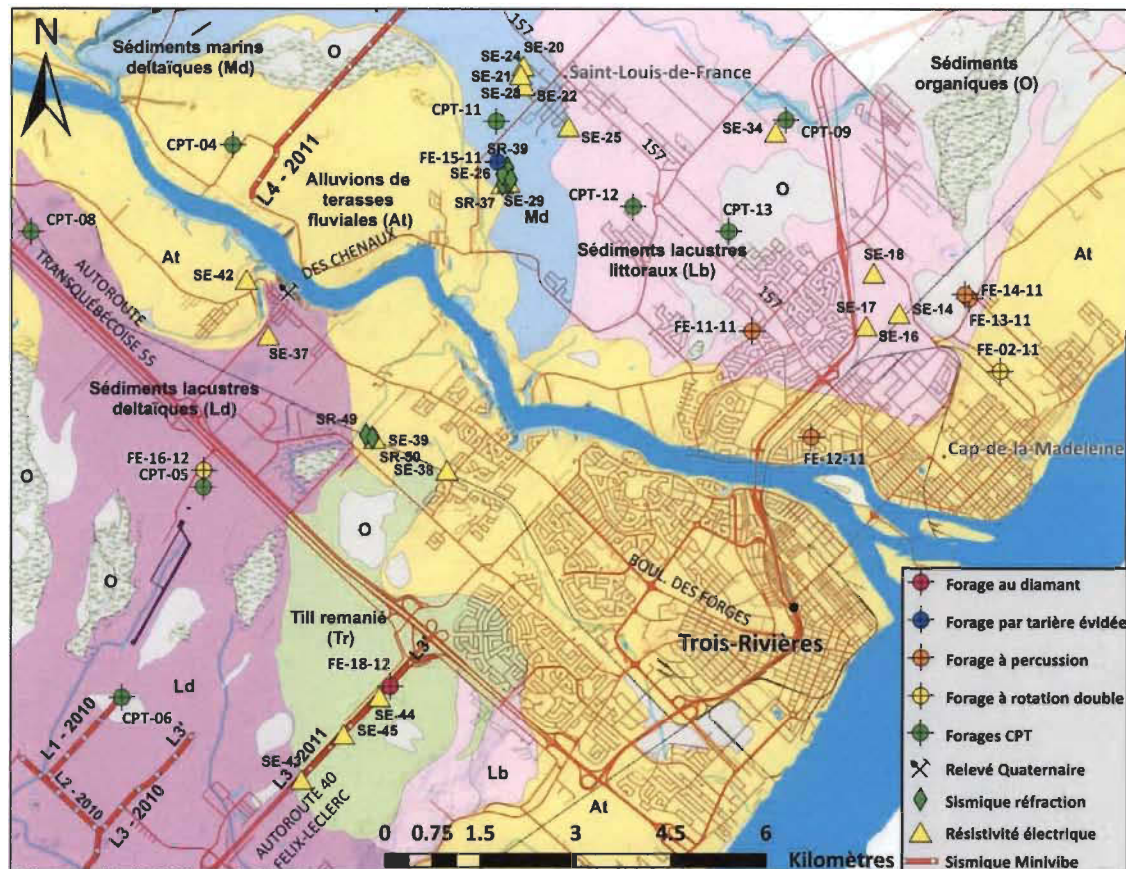 N
Sédiments marins
deltaïques (Md)
O
157
SE-24
SE-20
SE-21
SE-22
Saint-Louis-de-France
Sédiments
organiques (O)
CPT-11
CPT-04
L4 - 2011
SE-25
SE-34
CPT-09
157
SR-39
FE-15-11
SE-26
SR-37
SE-29
Md
Alluvions de
terasses
fluviales (At)
CPT-12
CPT-13
O
CPT-08
At
DES CHENAUX
Sédiments lacustres
littoraux (Lb)
At
AUTOROUTE
TRANSQUÉBÉCOISE 55
SE-42
SE-37
157
SE-18
SE-17
SE-14
SE-16
FE-14-11
FE-13-11
FE-11-11
FE-02-11
Sédiments lacustres
deltaïques (Ld)
SR-49
SE-39
SR-50
SE-38
FE-12-11
Cap-de-la-Madeleine
FE-16-12
CPT-05
O
O
O
BOUL. DES FORGES
Trois-Rivières
Till remanié
(Tr)
FE-18-12
L3'
Ld
CPT-06
L1 - 2010
L3'
L2 - 2010
L3 - 2010
SE-44
SE-45
L3 - 2011
Lb
At
AUTOROUTE 40
FELIX-LECLERC
0 0.75 1.5 3 4.5 6
Kilomètres
Forage au diamant
Forage par tarière évidée
Forage à percussion
Forage à rotation double
Forages CPT
Relevé Quaternaire
Sismique réfraction
Résistivité électrique
Sismique Minivibe